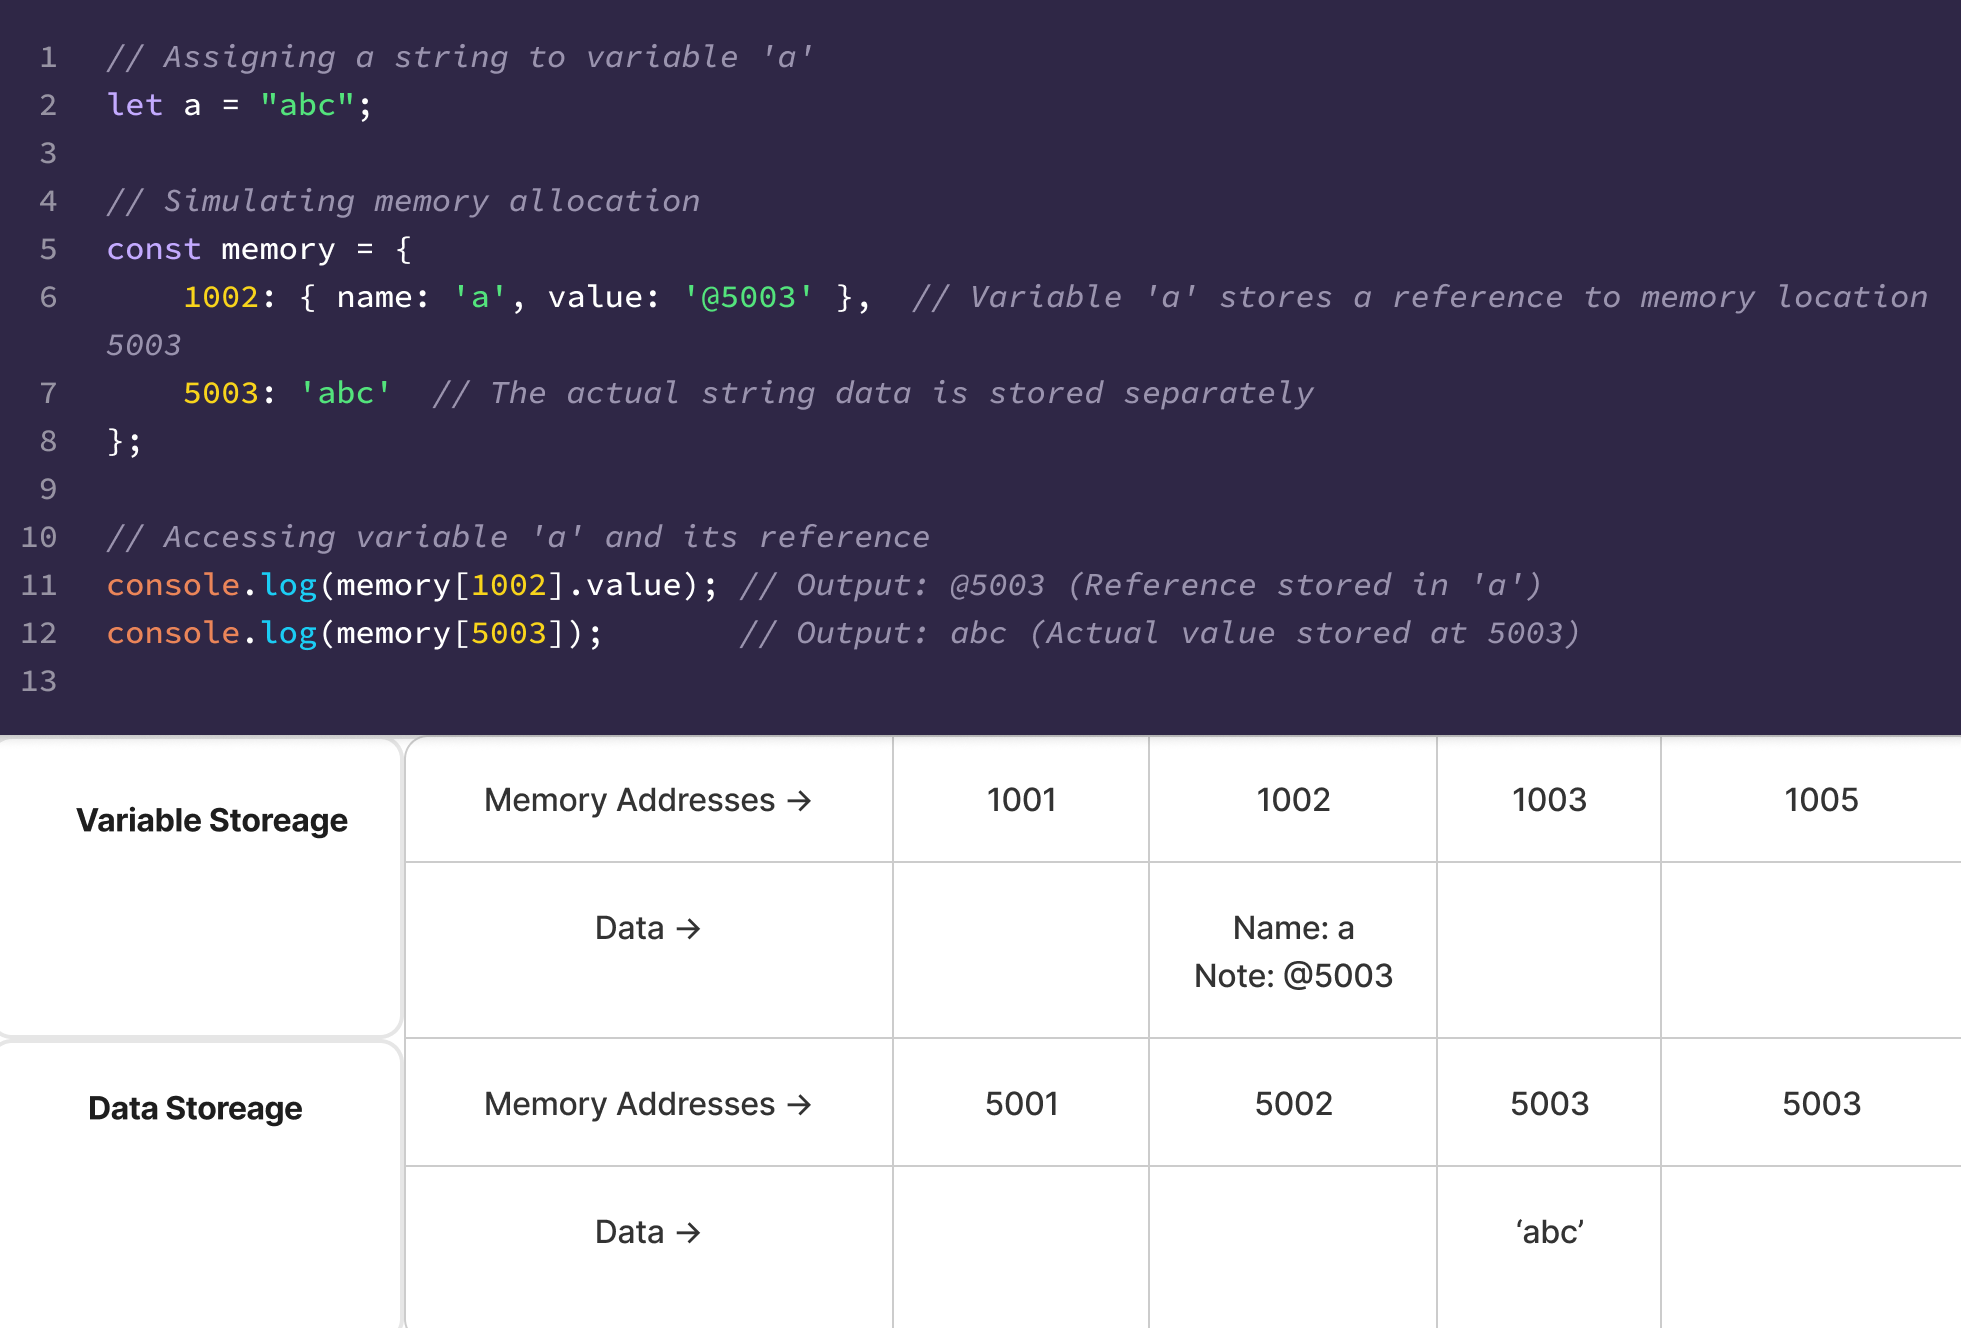 1 // Assigning a string to variable 'a'
2 let a = "abc";
3
4 // Simulating memory allocation
5 const memory = {
6     1002: { name: 'a', value: '@5003' },  // Variable 'a' stores a reference to memory location
5003
7     5003: 'abc'  // The actual string data is stored separately
8 };
9
10 // Accessing variable 'a' and its reference
11 console.log(memory[1002].value); // Output: @5003 (Reference stored in 'a')
12 console.log(memory[5003]);       // Output: abc (Actual value stored at 5003)
13
Variable Storeage
Memory Addresses → 1001 1002 1003 1005
Data → Name: a
Note: @5003
Data Storeage
Memory Addresses → 5001 5002 5003 5003
Data → ‘abc’